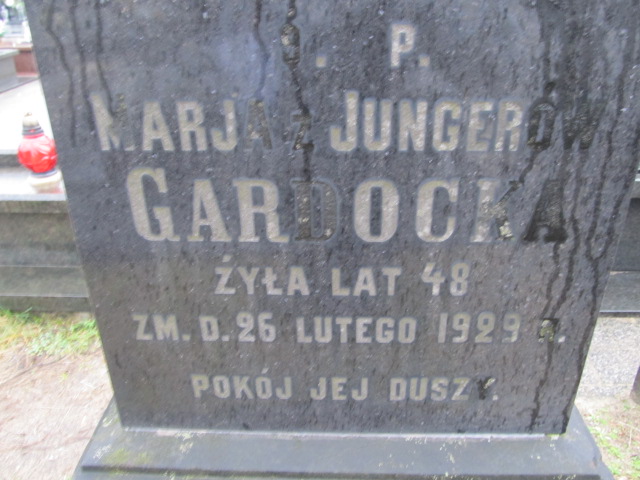 Ś. P.
MARJA z JUNGERÓW
GARDOCKA
ŻYŁA LAT 48
ZM. D. 26 LUTEGO 1929 R.
POKÓJ JEJ DUSZY.